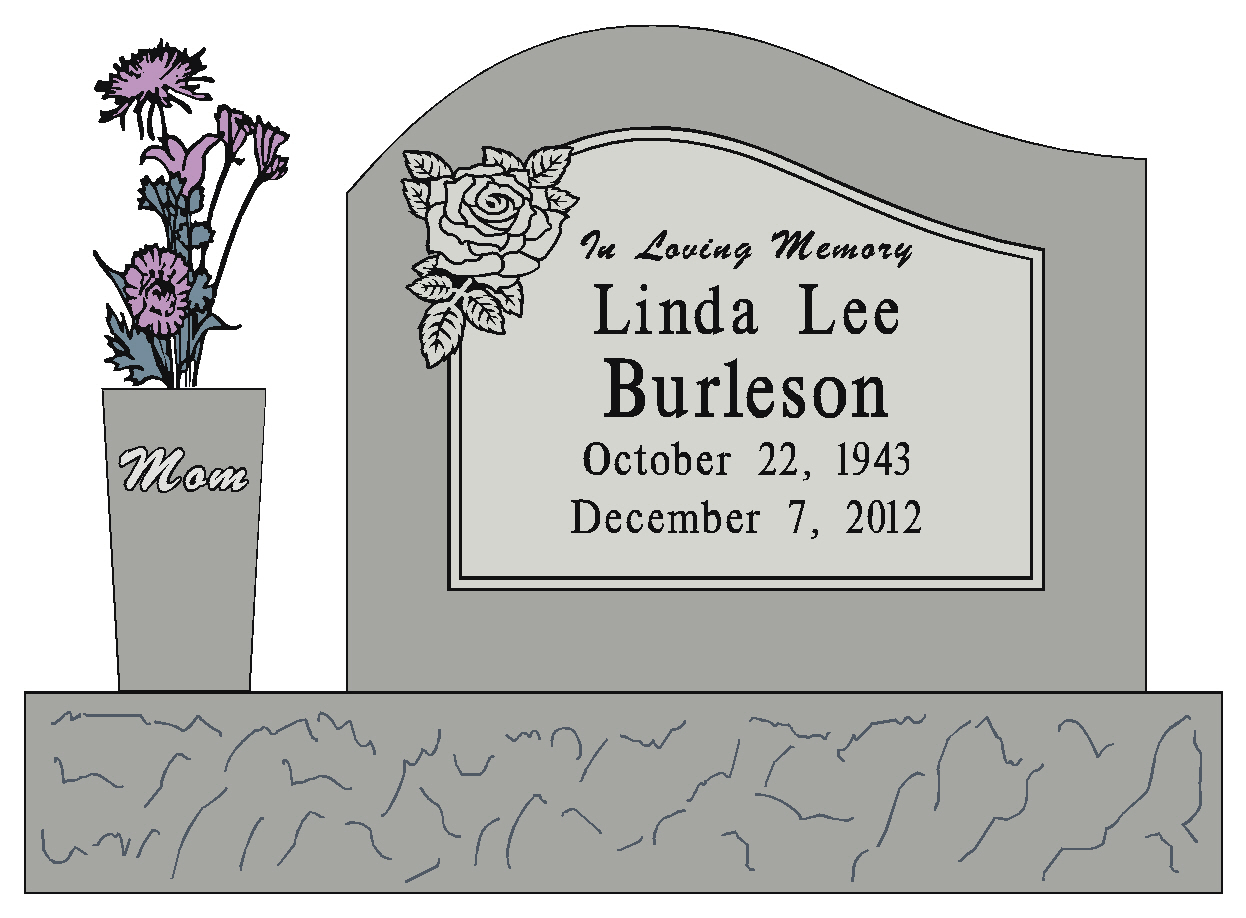 In Loving Memory
Linda Lee
Burleson
October 22, 1943
December 7, 2012
Mom